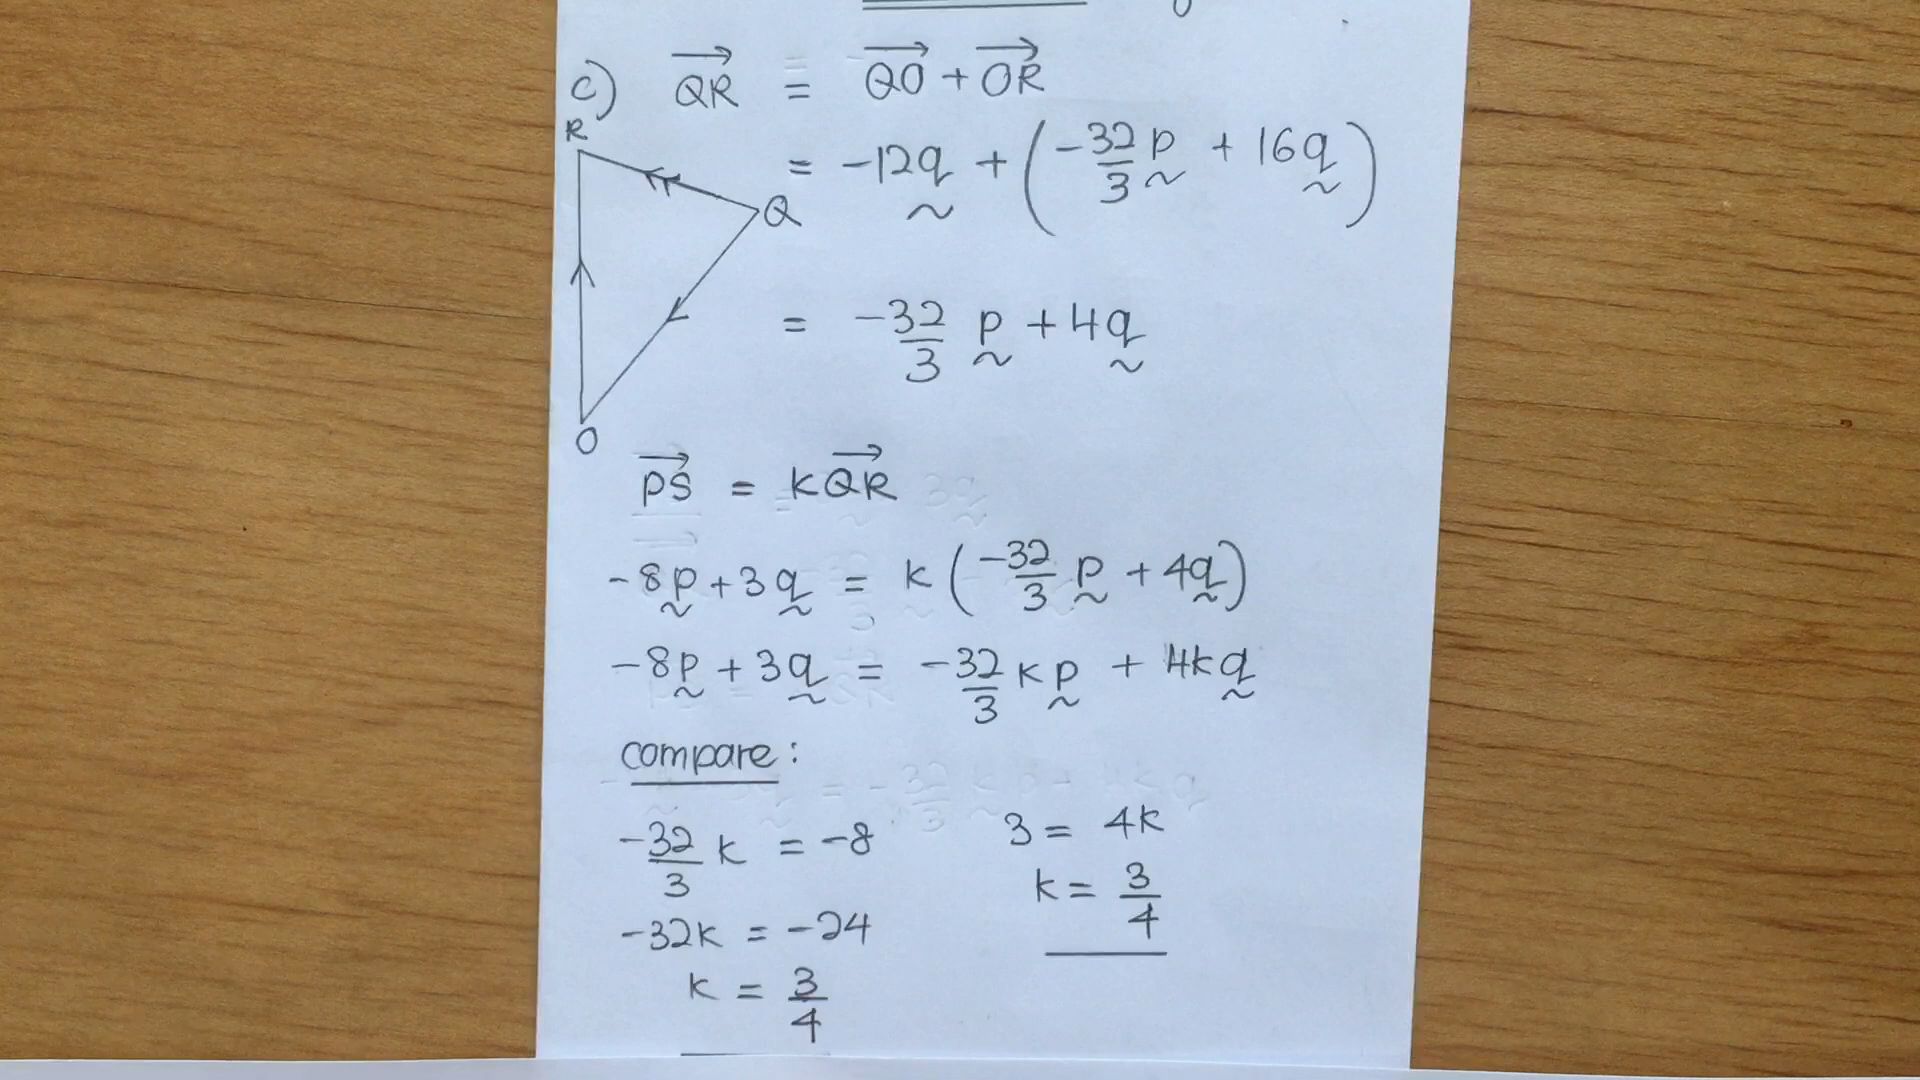 c) →QR = →QO + →OR
= -12q + (-32/3 p + 16q)
R
Q
= -32/3 p + 4q
O
→PS = k→QR
-8p + 3q = k(-32/3 p + 4q)
-8p + 3q = -32/3 kp + 4kq
compare:
-32/3 k = -8
3 = 4k
k = 3/4
-32k = -24
k = 3/4